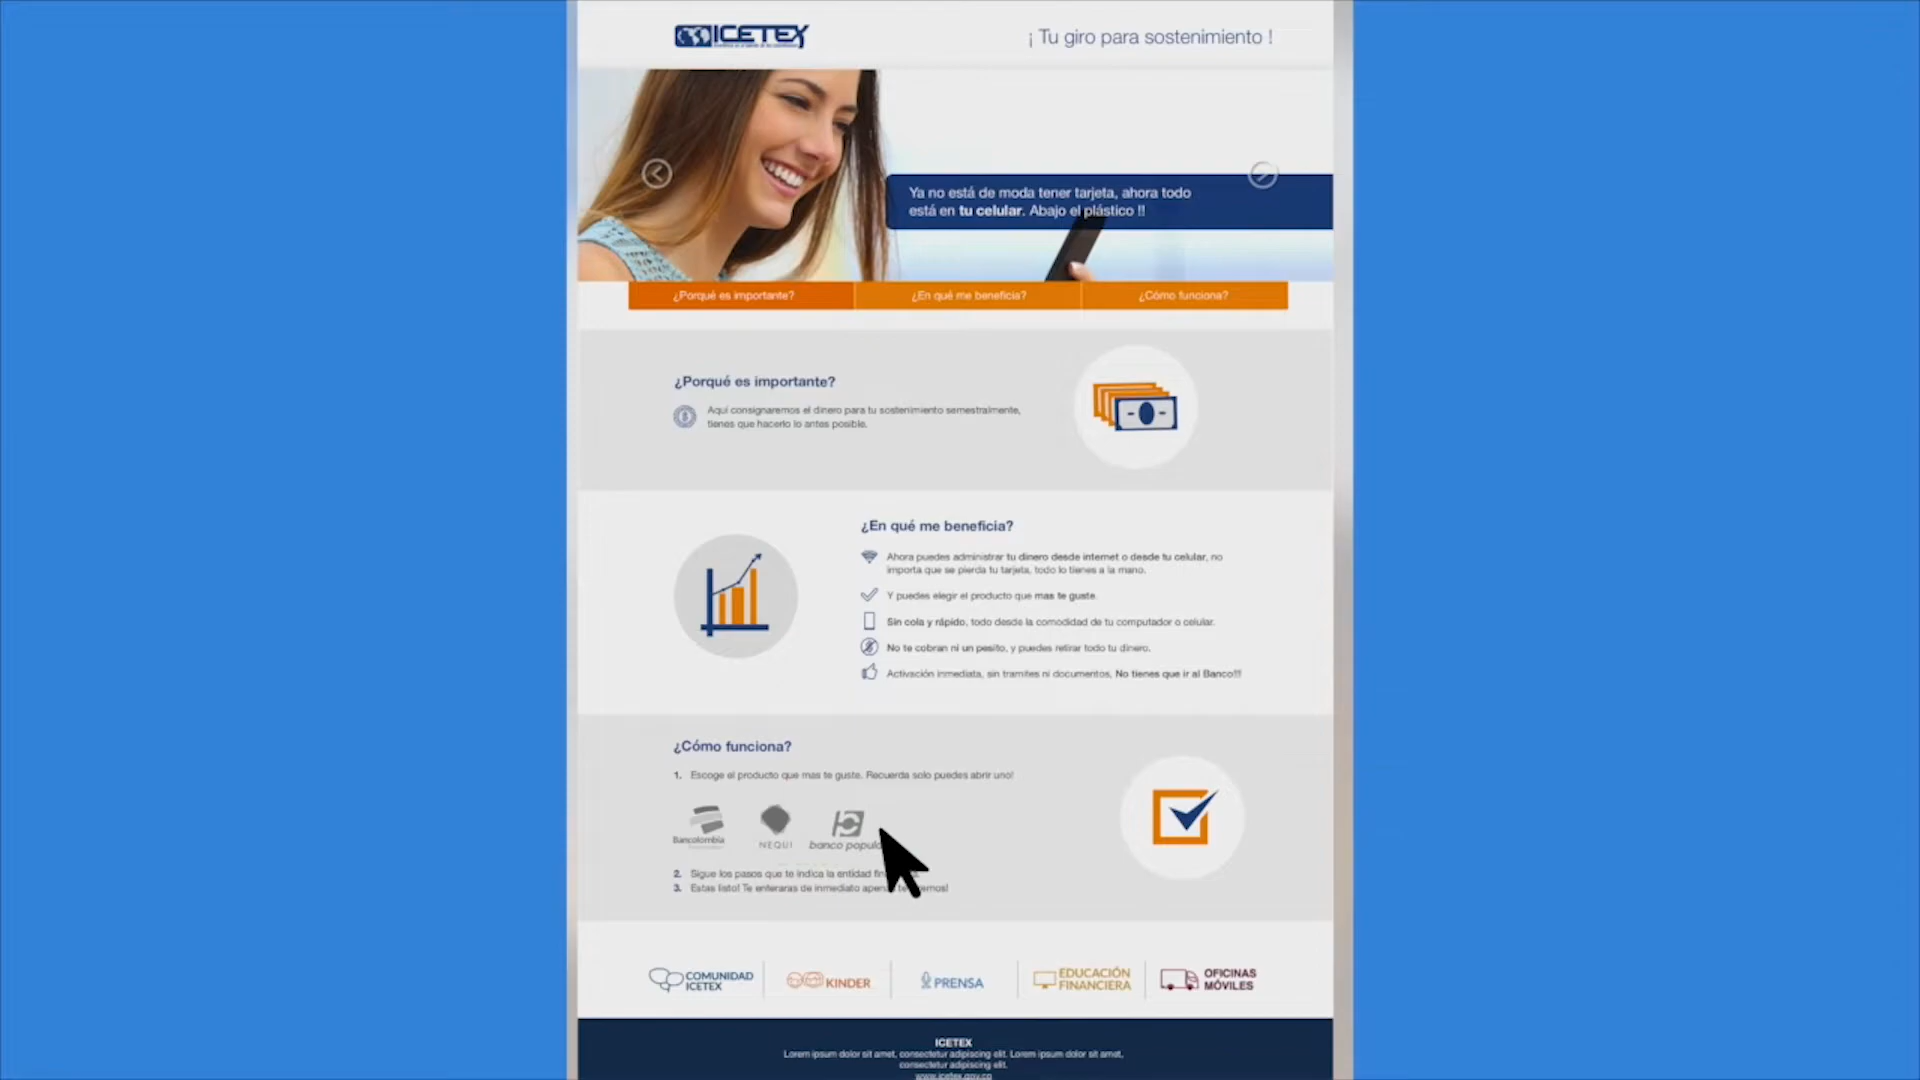 ICETEX
¡ Tu giro para sostenimiento !
Ya no está de moda tener tarjeta, ahora todo
está en tu celular. Abajo el plástico !!
¿Porqué es importante?
¿En qué me beneficia?
¿Cómo funciona?
¿Porqué es importante?
Aquí consignaremos el dinero para tu sostenimiento semestralmente,
tienes que hacerlo lo antes posible.
¿En qué me beneficia?
Ahora puedes administrar tu dinero desde internet o desde tu celular, no
importa que se pierda tu tarjeta, todo lo tienes a la mano.
Y puedes elegir el producto que mas te guste.
Sin cola y rápido, todo desde la comodidad de tu computador o celular.
No te cobran ni un pesito, y puedes retirar todo tu dinero.
Activación inmediata, sin tramites ni documentos, No tienes que ir al Banco!!!
¿Cómo funciona?
1. Escoge el producto que mas te guste. Recuerda solo puedes abrir uno!
Bancolombia
NEQUI
banco popula
2. Sigue los pasos que te indica la entidad
3. Estas listo! Te enteraras de inmediato
COMUNIDAD
ICETEX
KINDER
PRENSA
EDUCACIÓN
FINANCIERA
OFICINAS
MÓVILES
ICETEX
Lorem ipsum dolor sit amet, consectetur adipiscing elit. Lorem ipsum dolor sit amet,
consectetur adipiscing elit.
www.icetex.gov.co